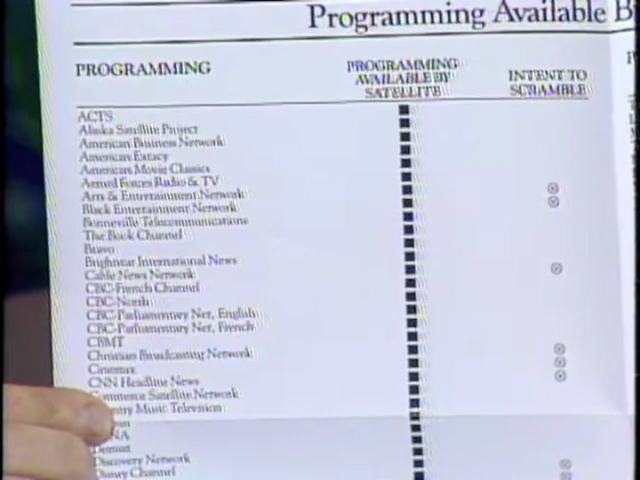 Programming Available B
PROGRAMMING
PROGRAMMING
AVAILABLE BY
SATELLITE
INTENT TO
SCRAMBLE
ACTS
Alaska Satellite Project
American Business Network
American Extasy
American Movie Classics
Armed Forces Radio & TV
Arts & Entertainment Network
Black Entertainment Network
Bonneville Telecommunications
The Book Channel
Bravo
Brightstar International News
Cable News Network
CBC-French Channel
CBC-North
CBC-Parliamentary Net, English
CBC-Parliamentary Net, French
CBMT
Christian Broadcasting Network
Cinemax
CNN Headline News
Commerce Satellite Network
ntry Music Television
Discovery Network
Disney Channel